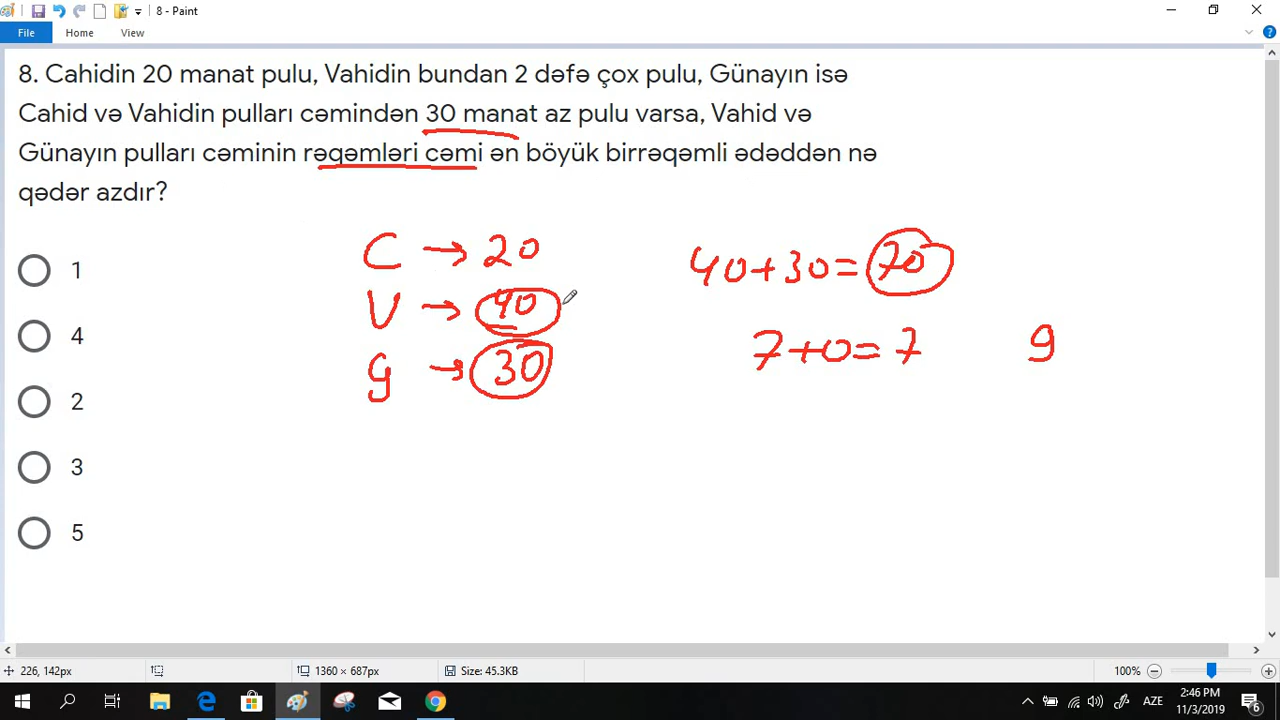 8 - Paint
File Home View
8. Cahidin 20 manat pulu, Vahidin bundan 2 dəfə çox pulu, Günayın isə
Cahid və Vahidin pulları cəmindən 30 manat az pulu varsa, Vahid və
Günayın pulları cəminin rəqəmləri cəmi ən böyük birrəqəmli ədəddən nə
qədər azdır?
C → 20
40+30=70
1
V → 40
4
7+0=7 9
G → 30
2
3
5
226, 142px 1360 × 687px Size: 45.3KB 100%
AZE
2:46 PM
11/3/2019
6